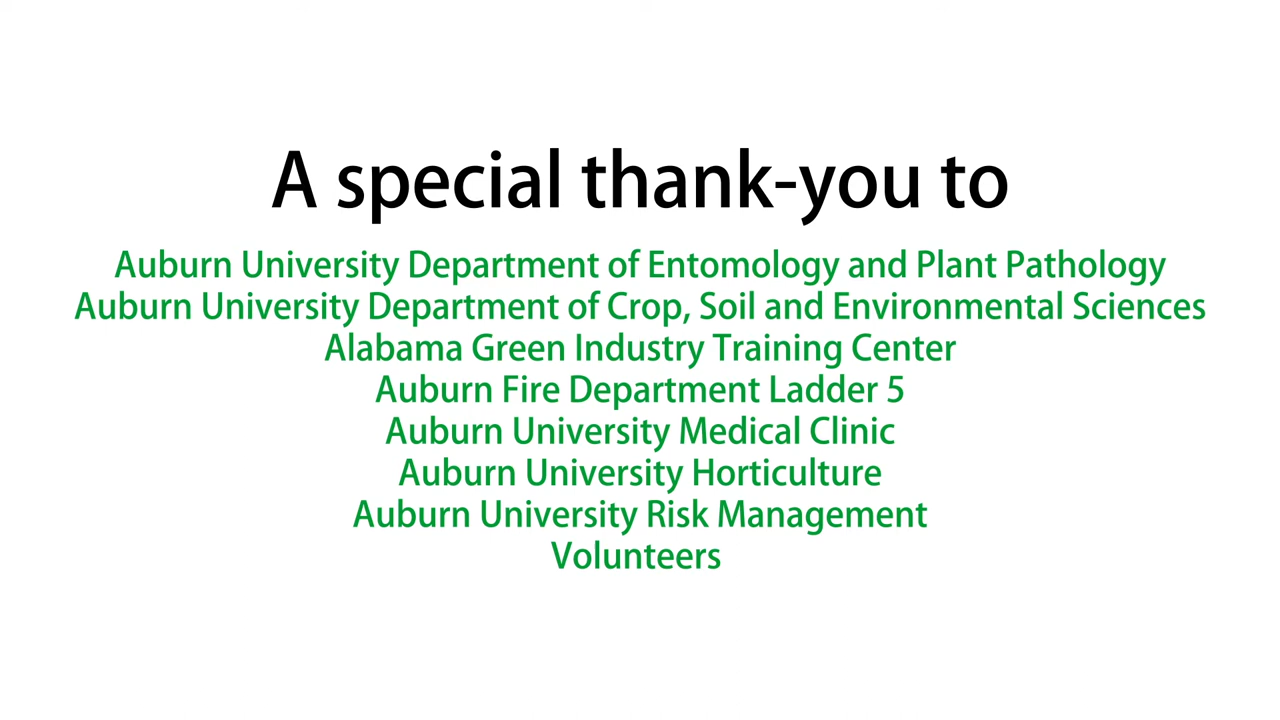 A special thank-you to
Auburn University Department of Entomology and Plant Pathology
Auburn University Department of Crop, Soil and Environmental Sciences
Alabama Green Industry Training Center
Auburn Fire Department Ladder 5
Auburn University Medical Clinic
Auburn University Horticulture
Auburn University Risk Management
Volunteers